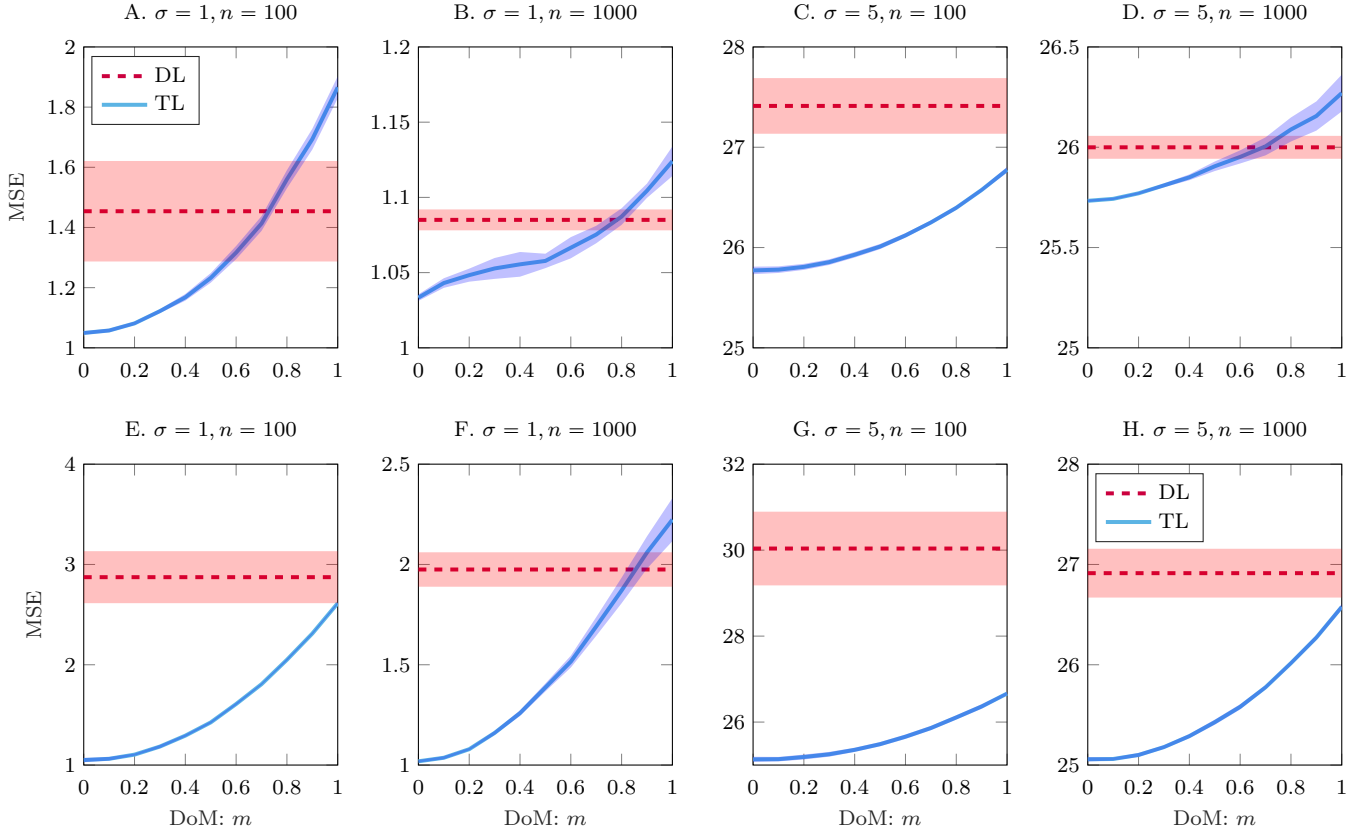 A. σ = 1, n = 100
B. σ = 1, n = 1000
C. σ = 5, n = 100
D. σ = 5, n = 1000
MSE
2
1.8
1.6
1.4
1.2
1
DL
TL
0 0.2 0.4 0.6 0.8 1
1.2
1.15
1.1
1.05
1
0 0.2 0.4 0.6 0.8 1
28
27
26
25
0 0.2 0.4 0.6 0.8 1
26.5
26
25.5
25
0 0.2 0.4 0.6 0.8 1
E. σ = 1, n = 100
F. σ = 1, n = 1000
G. σ = 5, n = 100
H. σ = 5, n = 1000
MSE
4
3
2
1
0 0.2 0.4 0.6 0.8 1
DoM: m
2.5
2
1.5
1
0 0.2 0.4 0.6 0.8 1
DoM: m
32
30
28
26
0 0.2 0.4 0.6 0.8 1
DoM: m
28
27
26
25
DL
TL
0 0.2 0.4 0.6 0.8 1
DoM: m